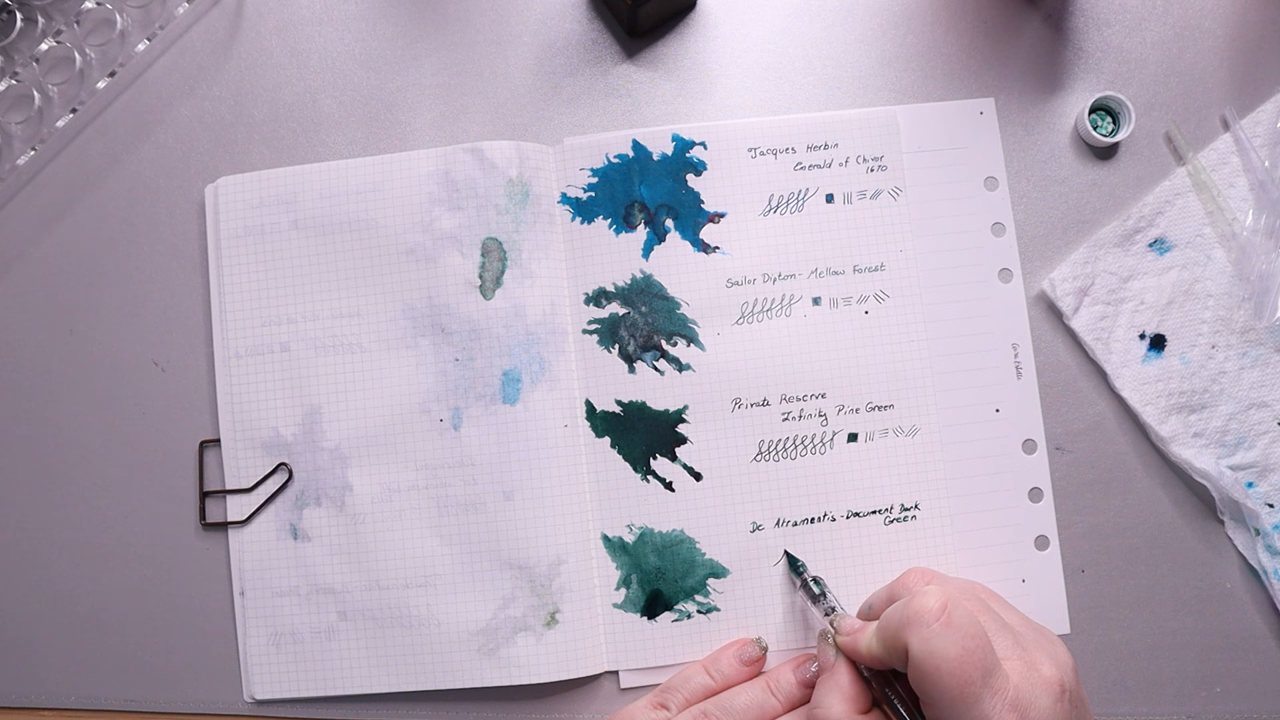 Jacques Herbin
Emerald of Chivor
1670
Sailor Dipton - Mellow Forest
Private Reserve
Infinity Pine Green
De Atramentis - Document Dark
Green